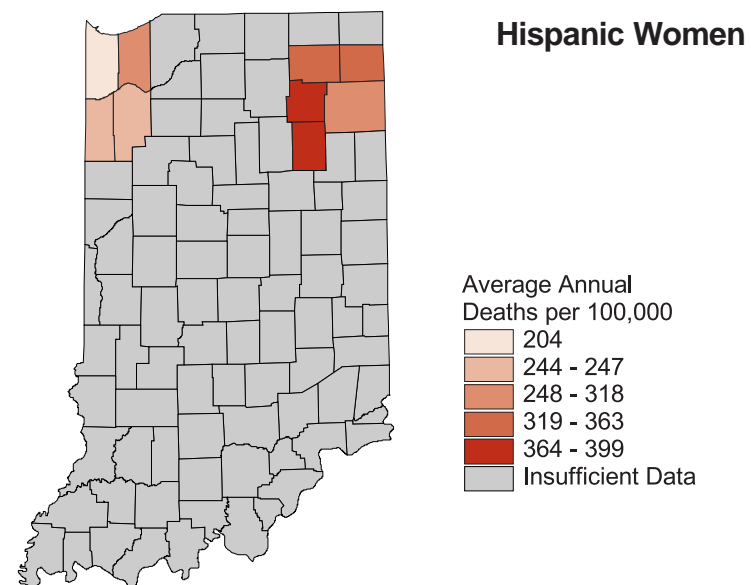 Hispanic Women
Average Annual
Deaths per 100,000
204
244 - 247
248 - 318
319 - 363
364 - 399
Insufficient Data